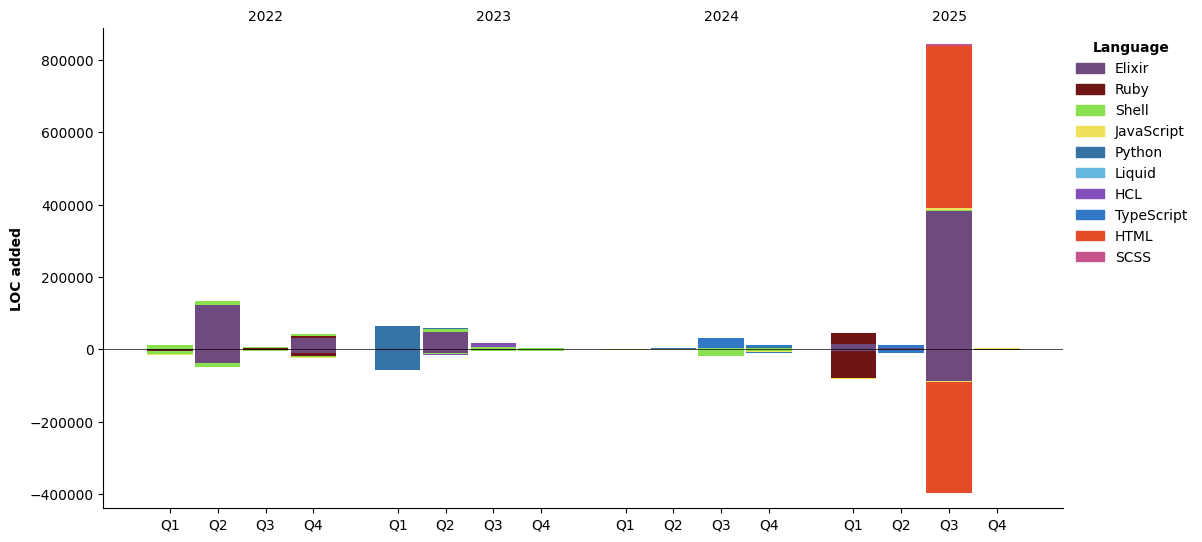 2022 2023 2024 2025
LOC added
800000
600000
400000
200000
0
−200000
−400000
Q1 Q2 Q3 Q4 Q1 Q2 Q3 Q4 Q1 Q2 Q3 Q4 Q1 Q2 Q3 Q4
Language
Elixir
Ruby
Shell
JavaScript
Python
Liquid
HCL
TypeScript
HTML
SCSS